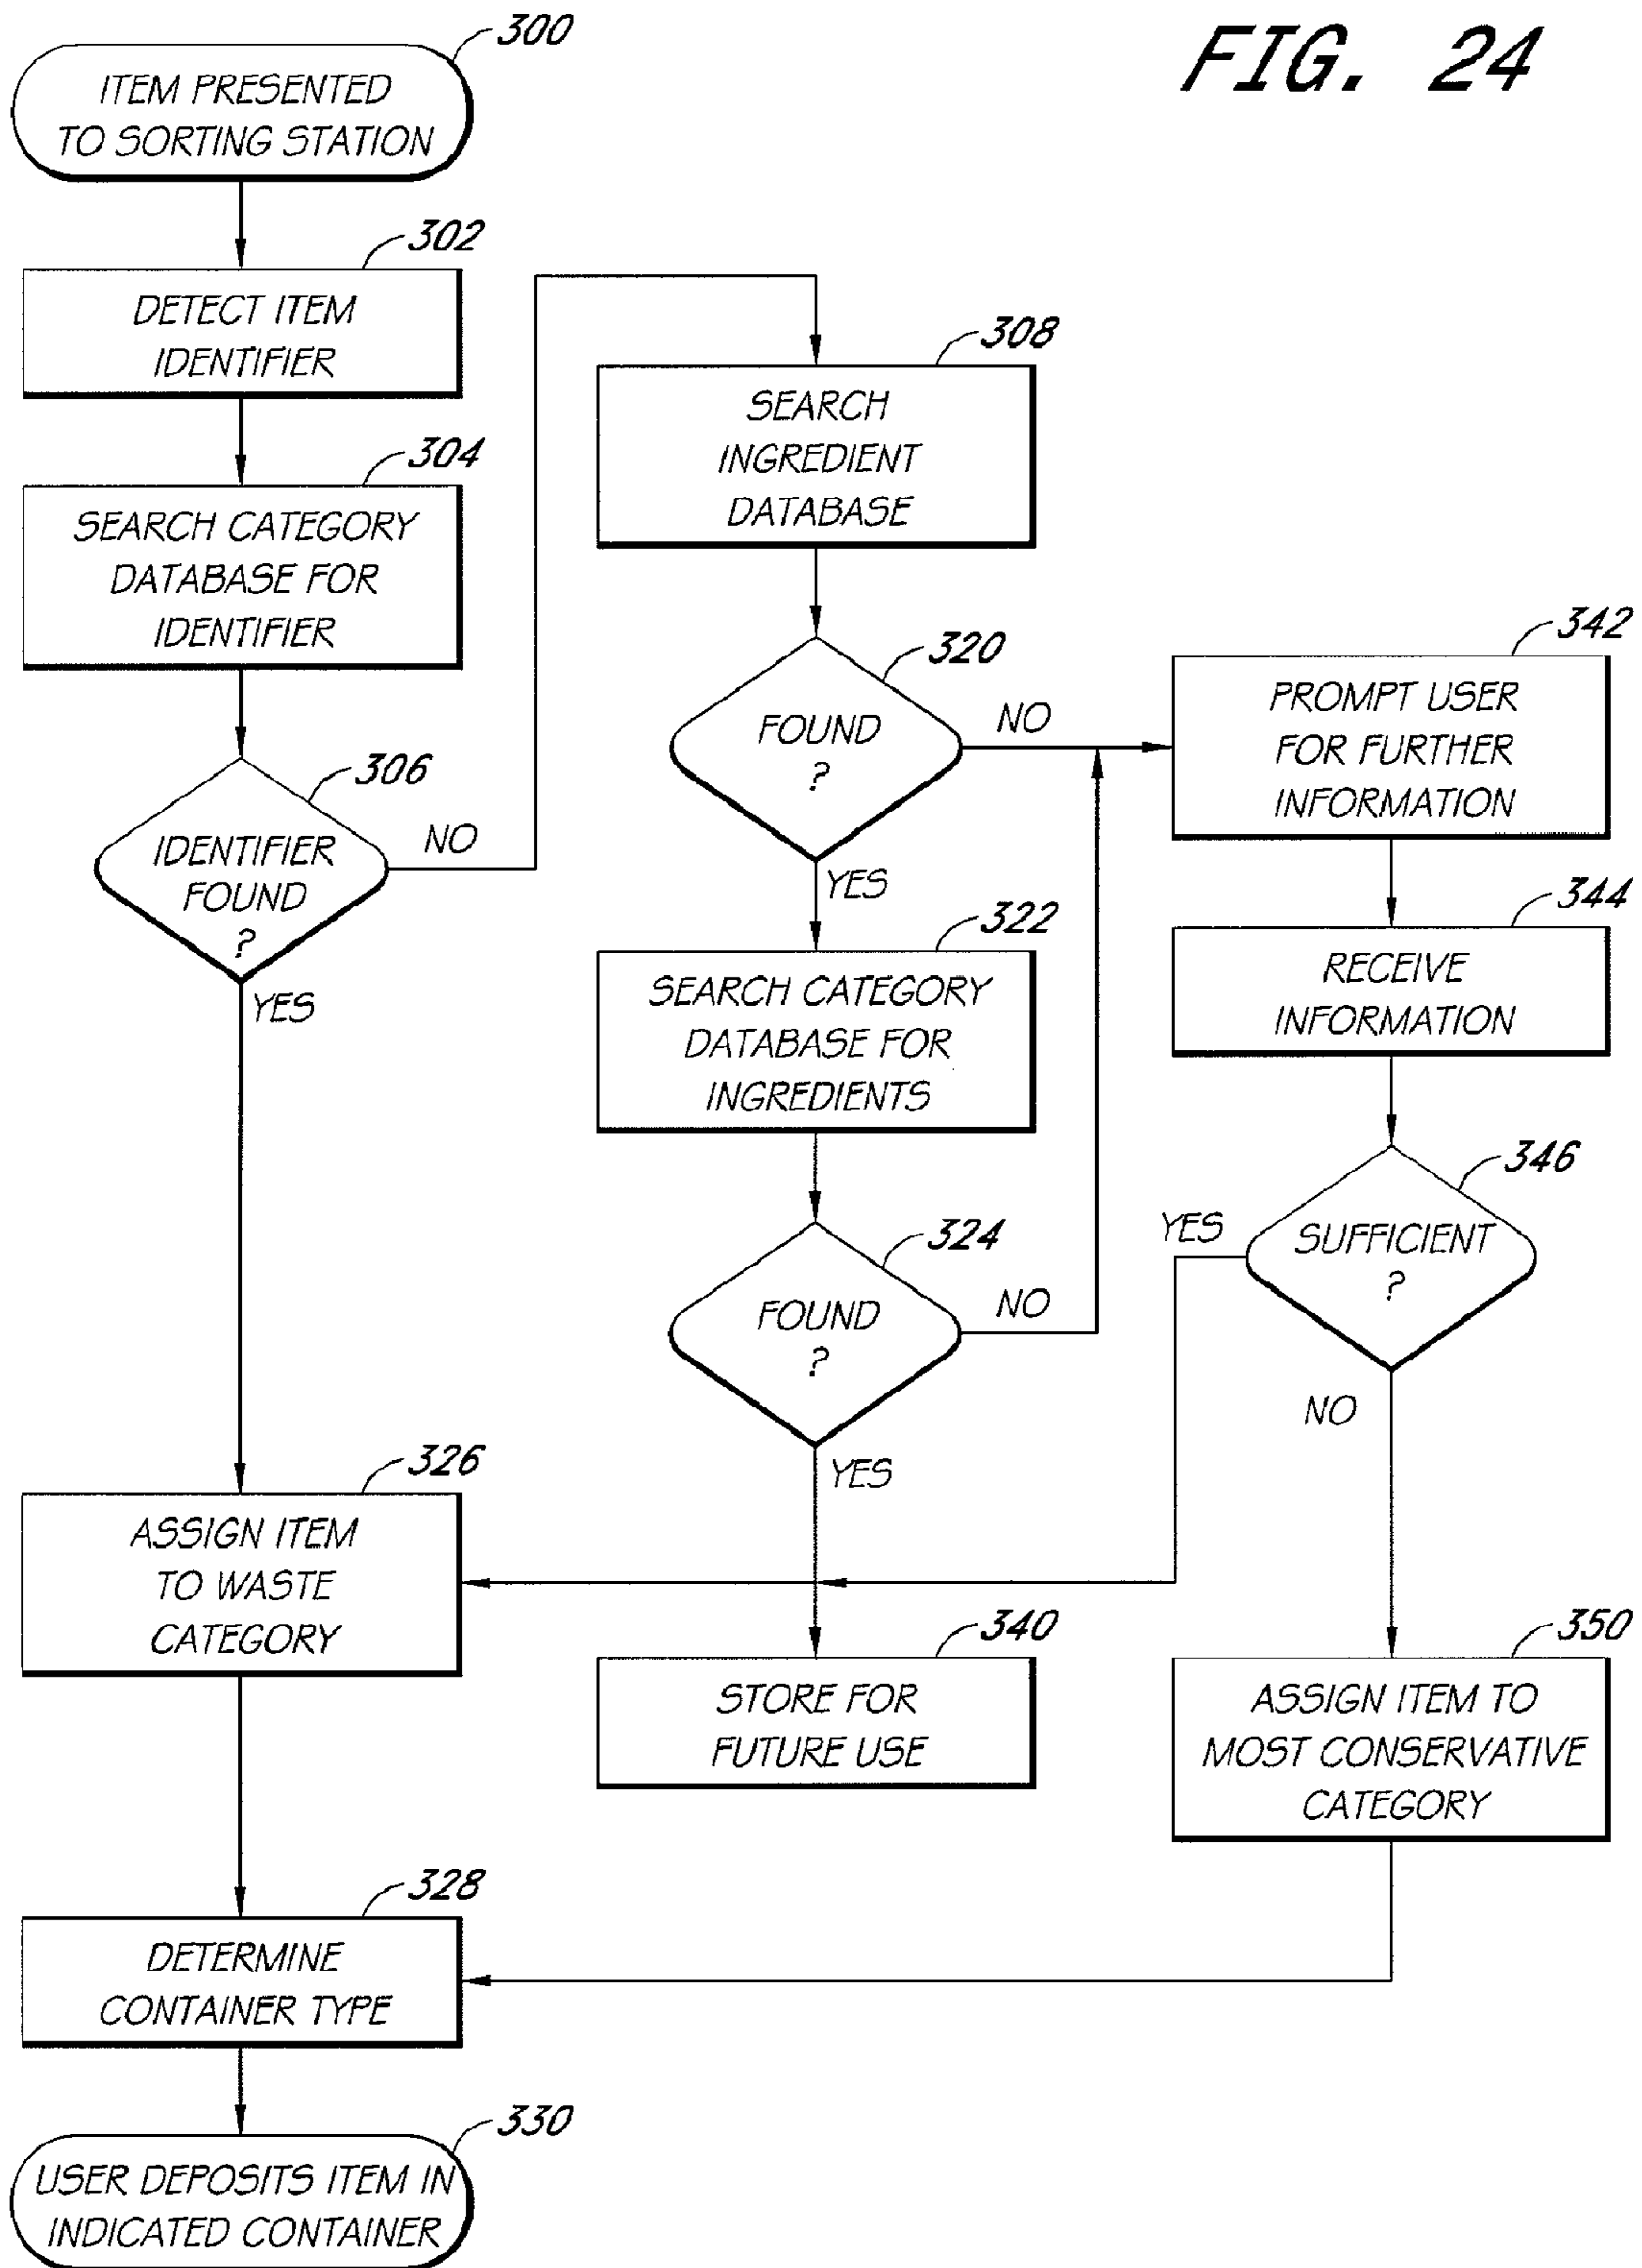 FIG. 24
300
ITEM PRESENTED
TO SORTING STATION
302
DETECT ITEM
IDENTIFIER
304
SEARCH CATEGORY
DATABASE FOR
IDENTIFIER
306
IDENTIFIER
FOUND
?
NO
YES
308
SEARCH
INGREDIENT
DATABASE
320
FOUND
?
NO
YES
322
SEARCH CATEGORY
DATABASE FOR
INGREDIENTS
324
FOUND
?
NO
YES
342
PROMPT USER
FOR FURTHER
INFORMATION
344
RECEIVE
INFORMATION
346
SUFFICIENT
?
YES
NO
326
ASSIGN ITEM
TO WASTE
CATEGORY
340
STORE FOR
FUTURE USE
350
ASSIGN ITEM TO
MOST CONSERVATIVE
CATEGORY
328
DETERMINE
CONTAINER TYPE
330
USER DEPOSITS ITEM IN
INDICATED CONTAINER